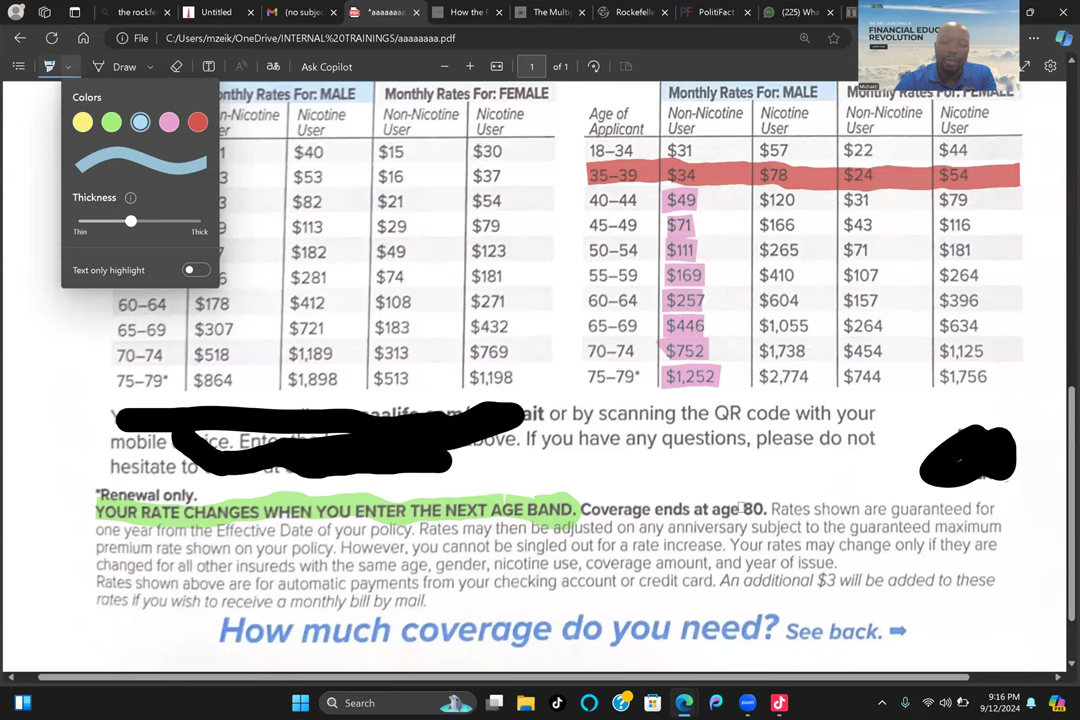 the rockfe
Untitled
(no subje
*aaaaaaa
How the R
The Multi
Rockefelle
PolitiFact
(225) Wha
File
C:/Users/mzeik/OneDrive/INTERNAL%20TRAININGS/aaaaaaaa.pdf
Draw
Ask Copilot
1 of 1
FINANCIAL EDUC
REVOLUTION
Michael
Colors
Thickness
Thin Thick
Text only highlight
onthly Rates For: MALE Monthly Rates For: FEMALE
n-Nicotine Nicotine User Non-Nicotine User Nicotine User
$40 $15 $30
$53 $16 $37
$82 $21 $54
$113 $29 $79
$182 $49 $123
$281 $74 $181
60–64 $178 $412 $108 $271
65–69 $307 $721 $183 $432
70–74 $518 $1,189 $313 $769
75–79* $864 $1,898 $513 $1,198
Monthly Rates For: MALE Monthly Rates For: FEMALE
Age of Applicant Non-Nicotine User Nicotine User Non-Nicotine User Nicotine User
18–34 $31 $57 $22 $44
35–39 $34 $78 $24 $54
40–44 $49 $120 $31 $79
45–49 $71 $166 $43 $116
50–54 $111 $265 $71 $181
55–59 $169 $410 $107 $264
60–64 $257 $604 $157 $396
65–69 $446 $1,055 $264 $634
70–74 $752 $1,738 $454 $1,125
75–79* $1,252 $2,774 $744 $1,756
or by scanning the QR code with your
mobile If you have any questions, please do not
hesitate to
*Renewal only.
YOUR RATE CHANGES WHEN YOU ENTER THE NEXT AGE BAND. Coverage ends at age 80. Rates shown are guaranteed for
one year from the Effective Date of your policy. Rates may then be adjusted on any anniversary subject to the guaranteed maximum
premium rate shown on your policy. However, you cannot be singled out for a rate increase. Your rates may change only if they are
changed for all other insureds with the same age, gender, nicotine use, coverage amount, and year of issue.
Rates shown above are for automatic payments from your checking account or credit card. An additional $3 will be added to these
rates if you wish to receive a monthly bill by mail.
How much coverage do you need? See back. ➡
Search
9:16 PM
9/12/2024